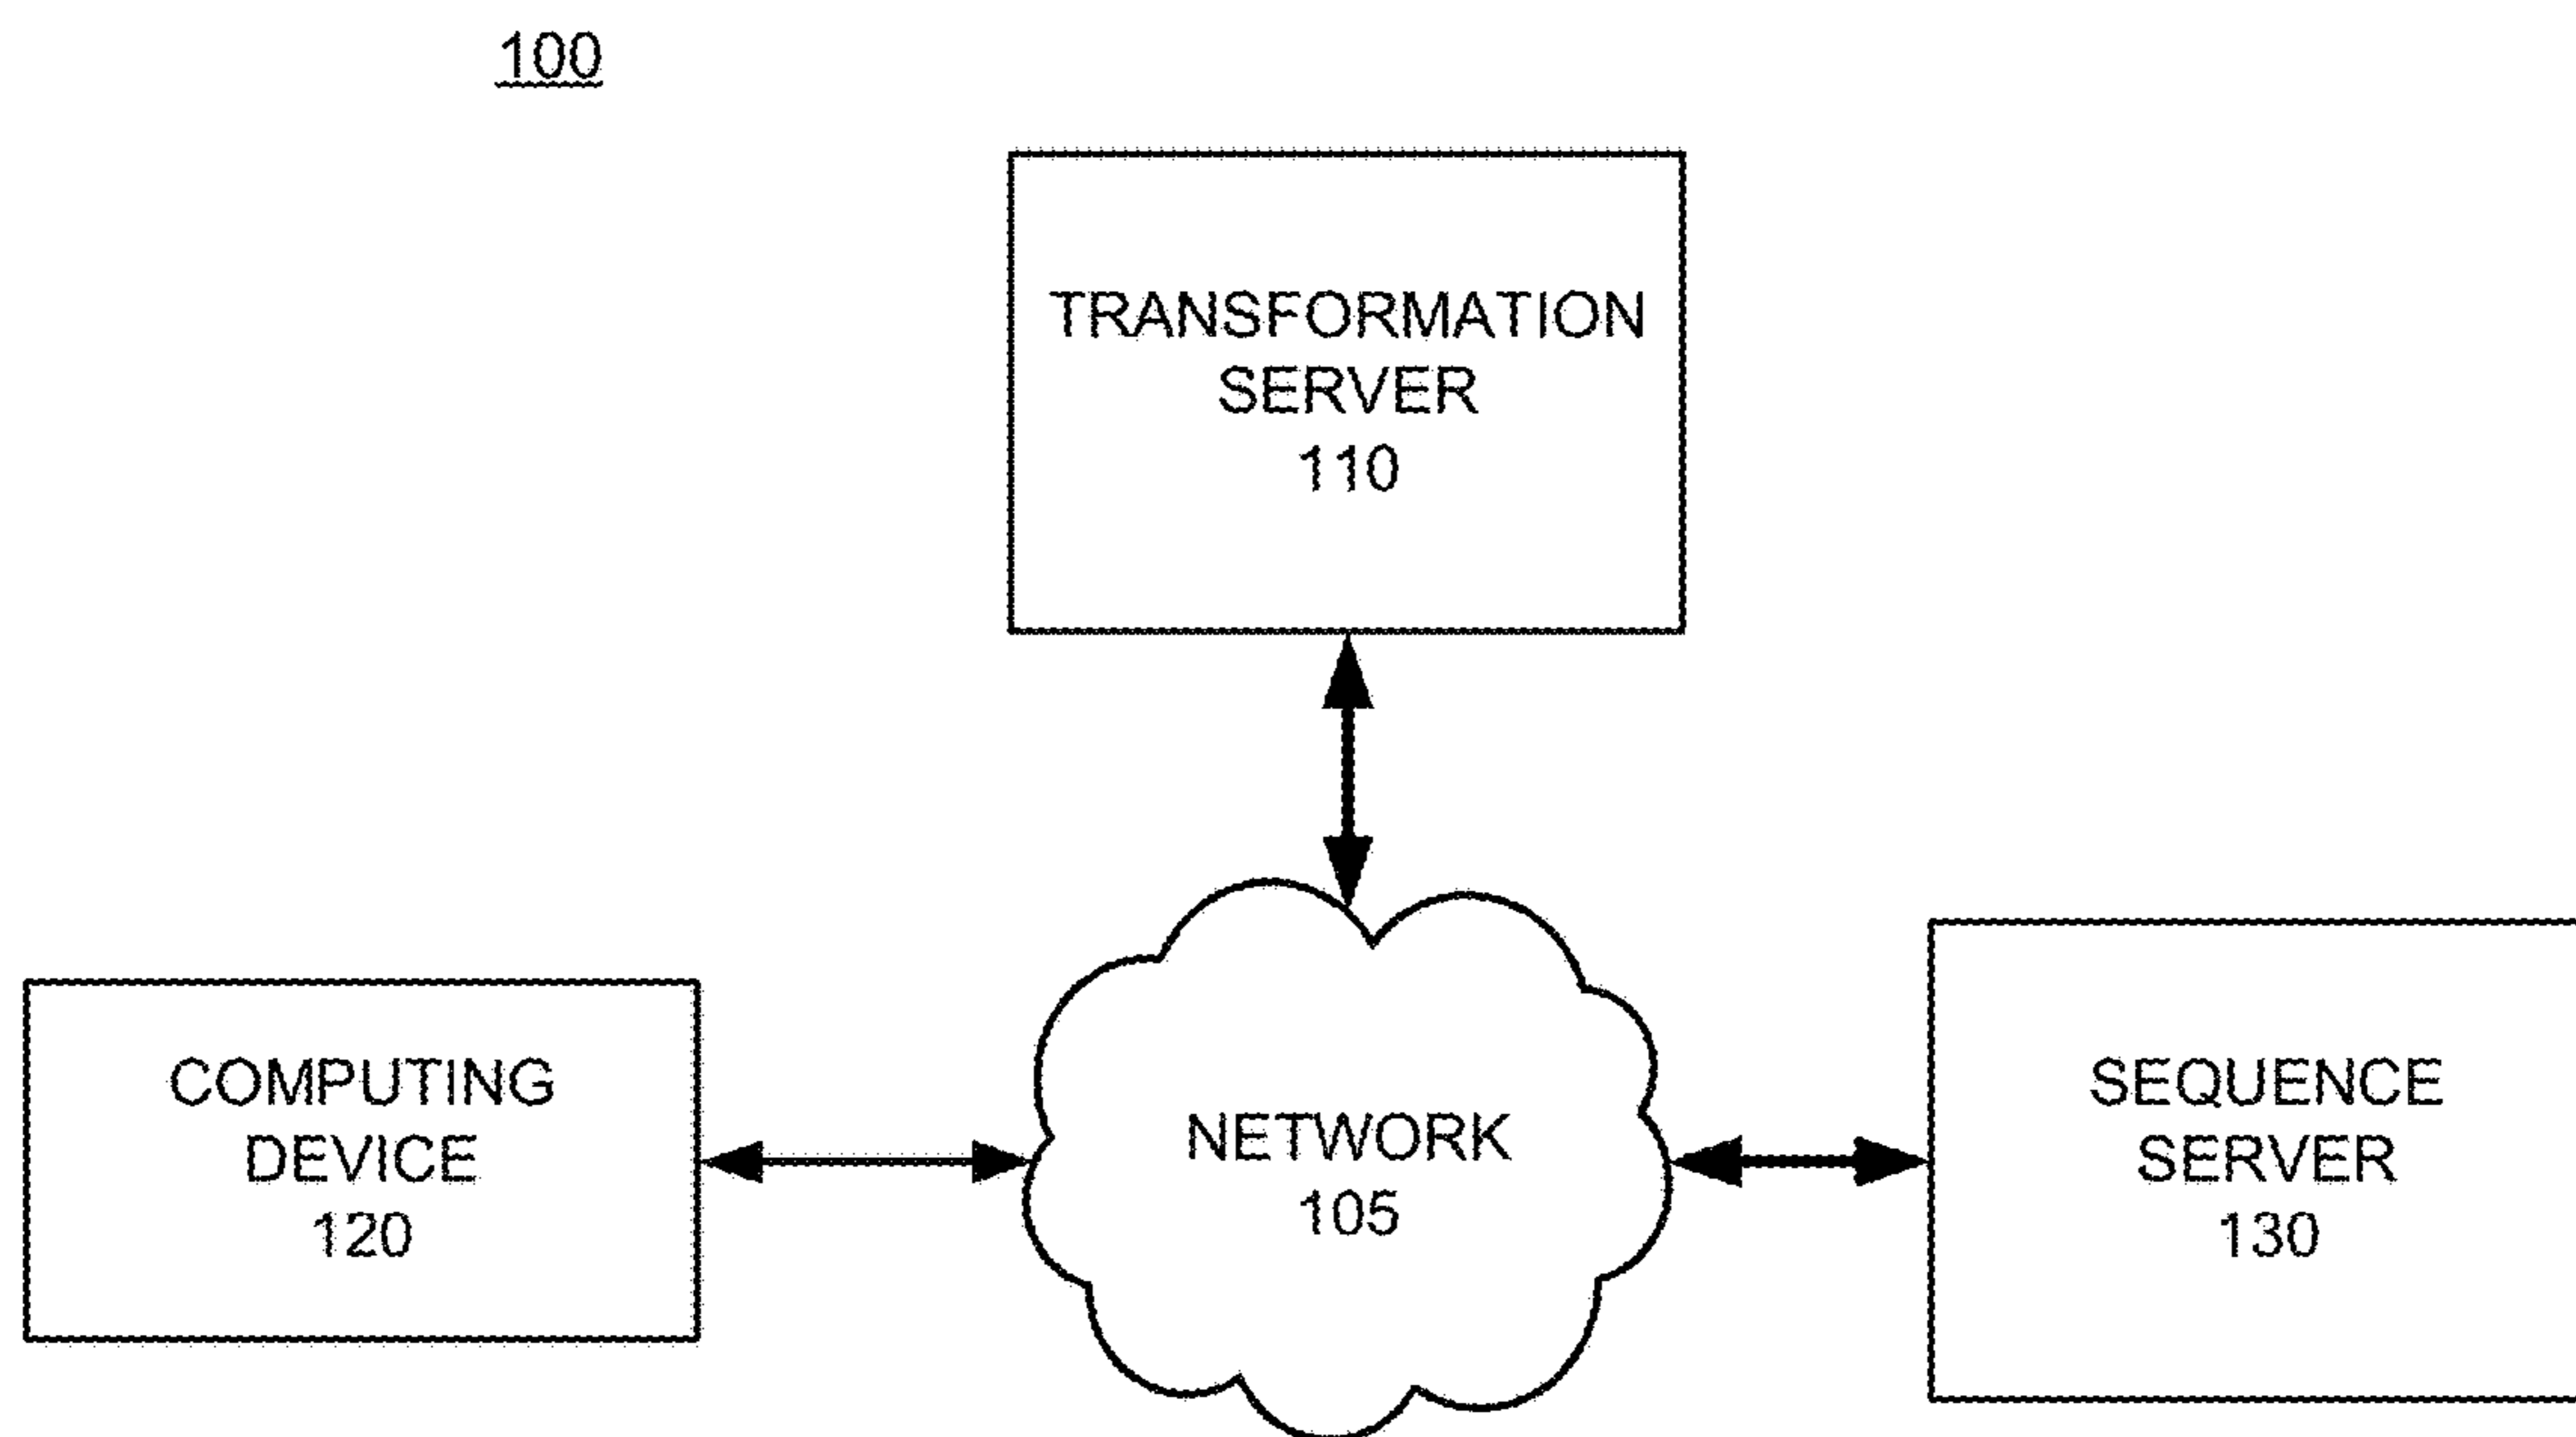 100
TRANSFORMATION
SERVER
110
COMPUTING
DEVICE
120
NETWORK
105
SEQUENCE
SERVER
130